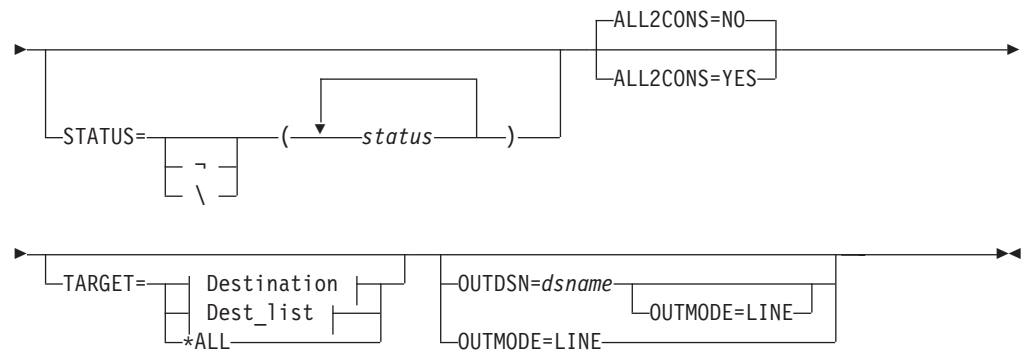 ALL2CONS=NO
ALL2CONS=YES
STATUS= ¬ ( status )
\
TARGET= Destination OUTDSN=dsname
Dest_list OUTMODE=LINE
*ALL OUTMODE=LINE